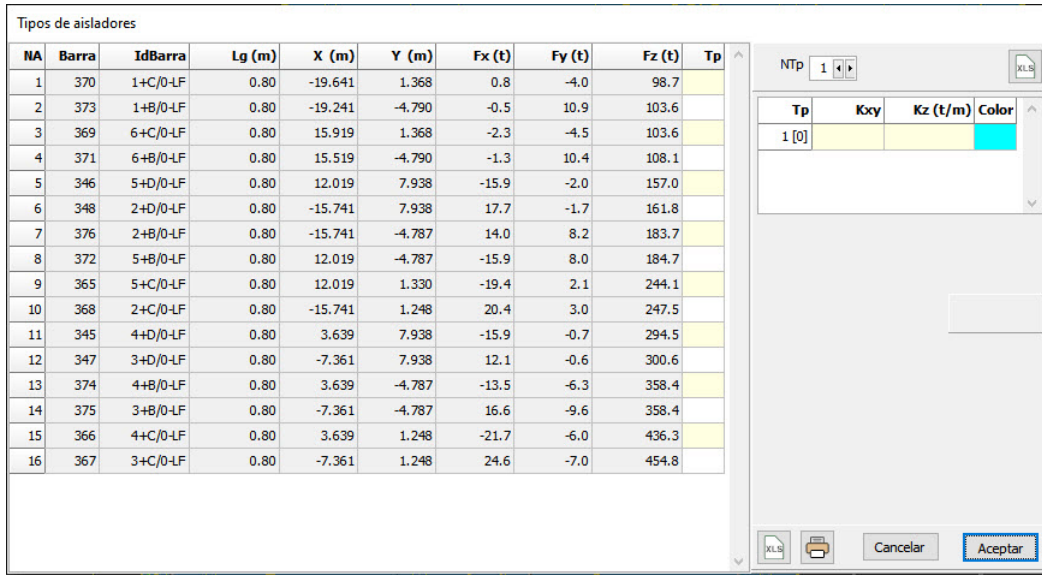 Tipos de aisladores
NA Barra IdBarra Lg (m) X (m) Y (m) Fx (t) Fy (t) Fz (t) Tp
1 370 1+C/0-LF 0.80 -19.641 1.368 0.8 -4.0 98.7
2 373 1+B/0-LF 0.80 -19.241 -4.790 -0.5 10.9 103.6
3 369 6+C/0-LF 0.80 15.919 1.368 -2.3 -4.5 103.6
4 371 6+B/0-LF 0.80 15.519 -4.790 -1.3 10.4 108.1
5 346 5+D/0-LF 0.80 12.019 7.938 -15.9 -2.0 157.0
6 348 2+D/0-LF 0.80 -15.741 7.938 17.7 -1.7 161.8
7 376 2+B/0-LF 0.80 -15.741 -4.787 14.0 8.2 183.7
8 372 5+B/0-LF 0.80 12.019 -4.787 -15.9 8.0 184.7
9 365 5+C/0-LF 0.80 12.019 1.330 -19.4 2.1 244.1
10 368 2+C/0-LF 0.80 -15.741 1.248 20.4 3.0 247.5
11 345 4+D/0-LF 0.80 3.639 7.938 -15.9 -0.7 294.5
12 347 3+D/0-LF 0.80 -7.361 7.938 12.1 -0.6 300.6
13 374 4+B/0-LF 0.80 3.639 -4.787 -13.5 -6.3 358.4
14 375 3+B/0-LF 0.80 -7.361 -4.787 16.6 -9.6 358.4
15 366 4+C/0-LF 0.80 3.639 1.248 -21.7 -6.0 436.3
16 367 3+C/0-LF 0.80 -7.361 1.248 24.6 -7.0 454.8
NTp 1 XLS
Tp Kxy Kz (t/m) Color
1 [0]
XLS Cancelar Aceptar